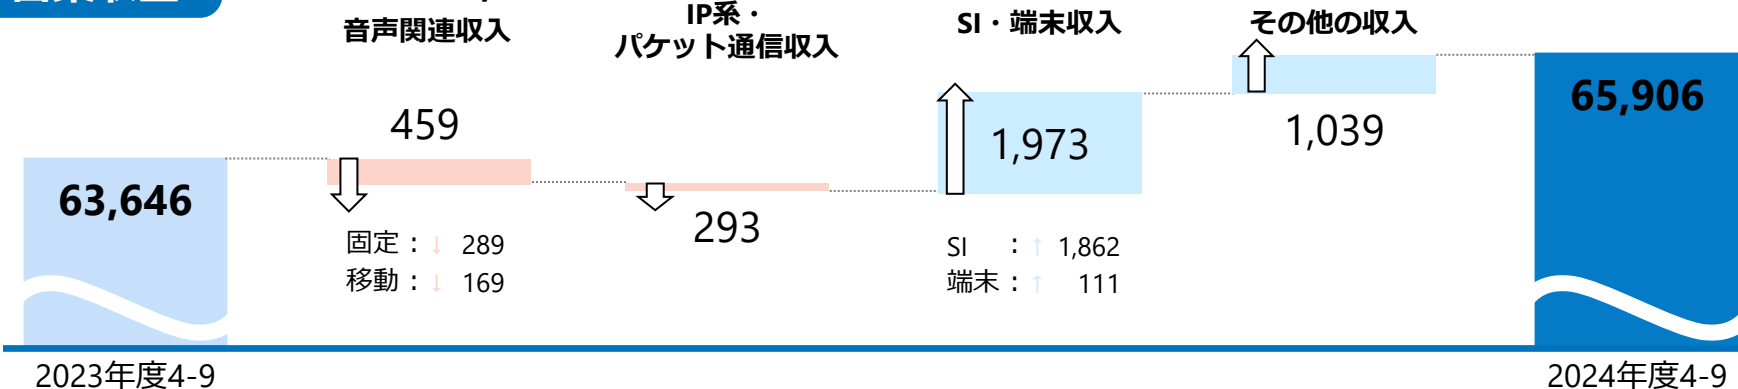 音声関連収入
IP系・
パケット通信収入
SI・端末収入
その他の収入
63,646
459
固定：↓ 289
移動：↓ 169
293
1,973
SI ：↑ 1,862
端末：↑ 111
1,039
65,906
2023年度4-9
2024年度4-9